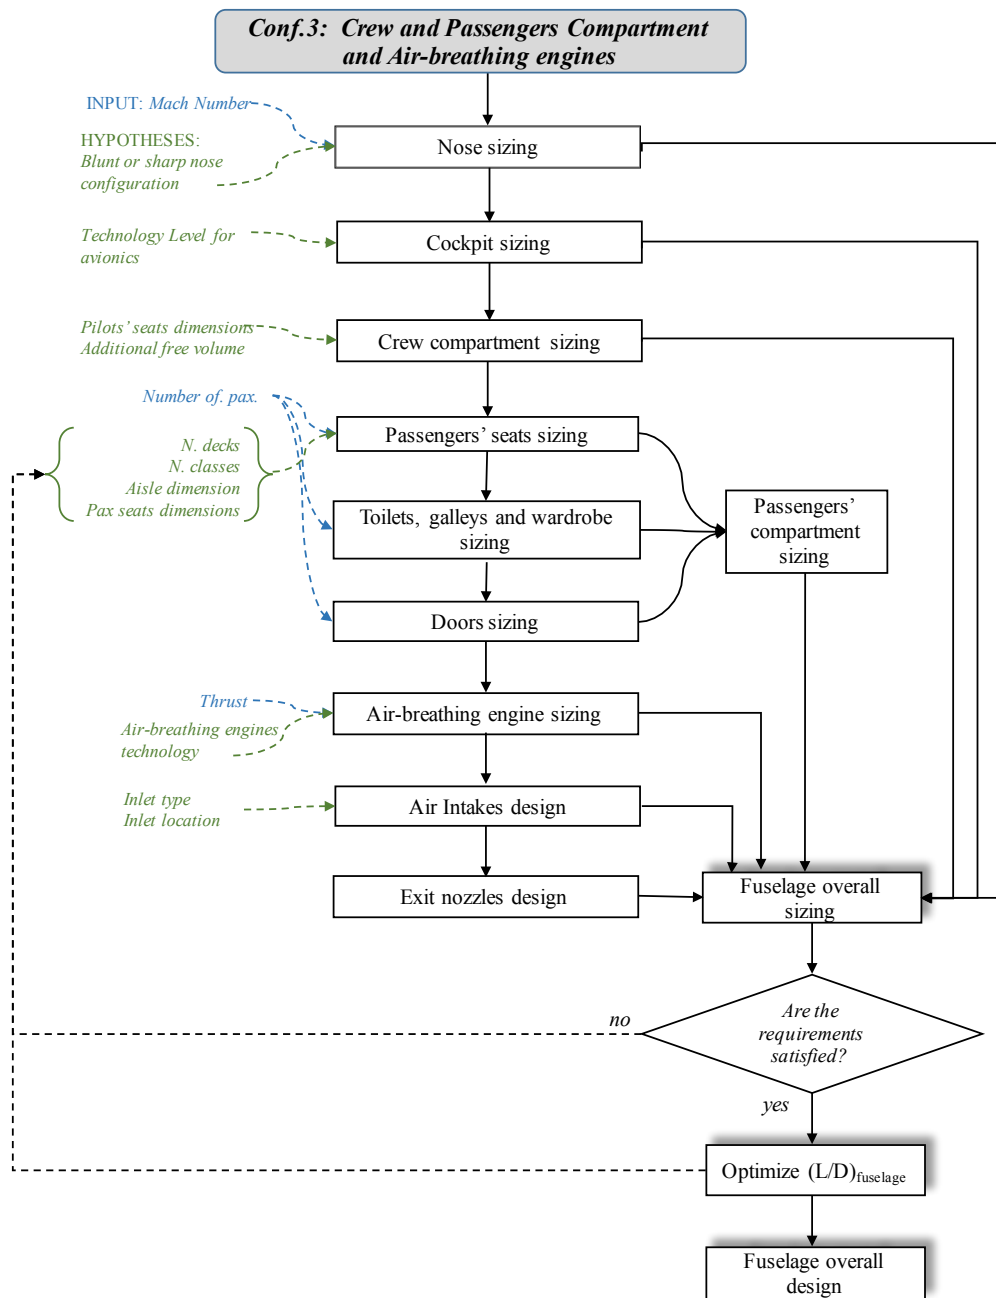 Conf.3: Crew and Passengers Compartment
and Air-breathing engines
INPUT: Mach Number
HYPOTHESES:
Blunt or sharp nose
configuration
Nose sizing
Technology Level for
avionics
Cockpit sizing
Pilots' seats dimensions
Additional free volume
Crew compartment sizing
Number of. pax.
N. decks
N. classes
Aisle dimension
Pax seats dimensions
Passengers' seats sizing
Toilets, galleys and wardrobe
sizing
Doors sizing
Passengers'
compartment
sizing
Thrust
Air-breathing engines
technology
Air-breathing engine sizing
Inlet type
Inlet location
Air Intakes design
Exit nozzles design
Fuselage overall
sizing
Are the
requirements
satisfied?
no
yes
Optimize (L/D)fuselage
Fuselage overall
design